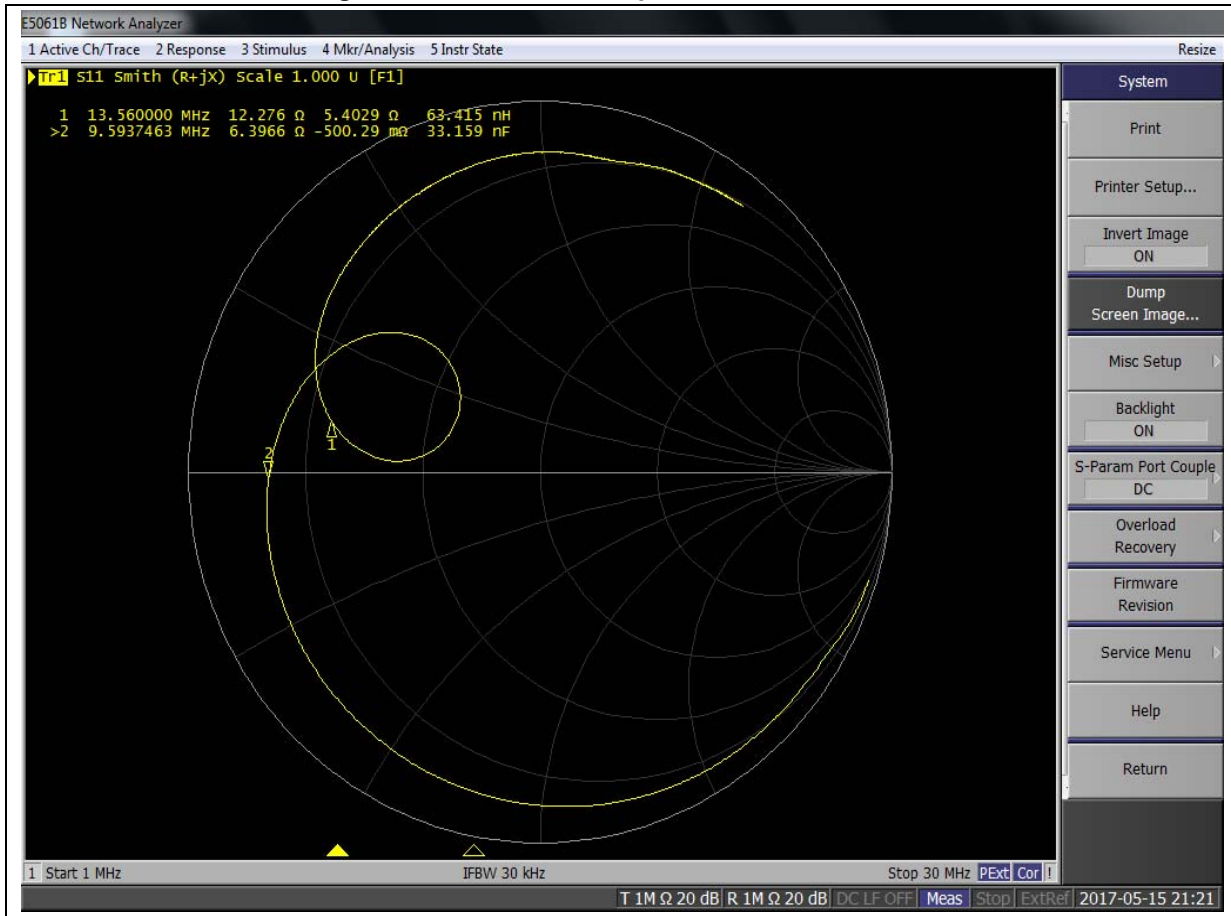 E5061B Network Analyzer
1 Active Ch/Trace 2 Response 3 Stimulus 4 Mkr/Analysis 5 Instr State
Resize
Tr1 S11 Smith (R+jX) Scale 1.000 U [F1]
1 13.560000 MHz 12.276 Ω 5.4029 Ω 63.415 nH
>2 9.5937463 MHz 6.3966 Ω -500.29 mΩ 33.159 nF
2
1
System
Print
Printer Setup...
Invert Image
ON
Dump
Screen Image...
Misc Setup
Backlight
ON
S-Param Port Couple
DC
Overload
Recovery
Firmware
Revision
Service Menu
Help
Return
1 Start 1 MHz
IFBW 30 kHz
Stop 30 MHz PExt Cor !
T 1M Ω 20 dB R 1M Ω 20 dB DC LF OFF Meas Stop ExtRef 2017-05-15 21:21